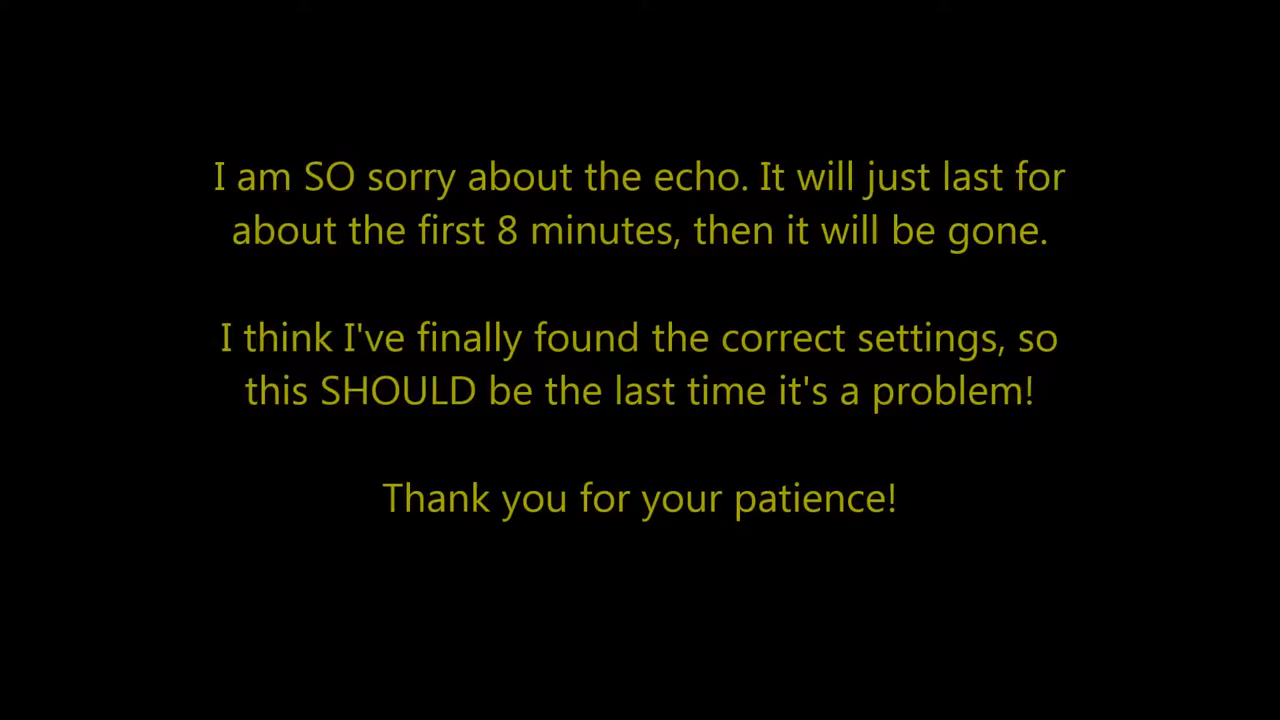 I am SO sorry about the echo. It will just last for
about the first 8 minutes, then it will be gone.
I think I've finally found the correct settings, so
this SHOULD be the last time it's a problem!
Thank you for your patience!